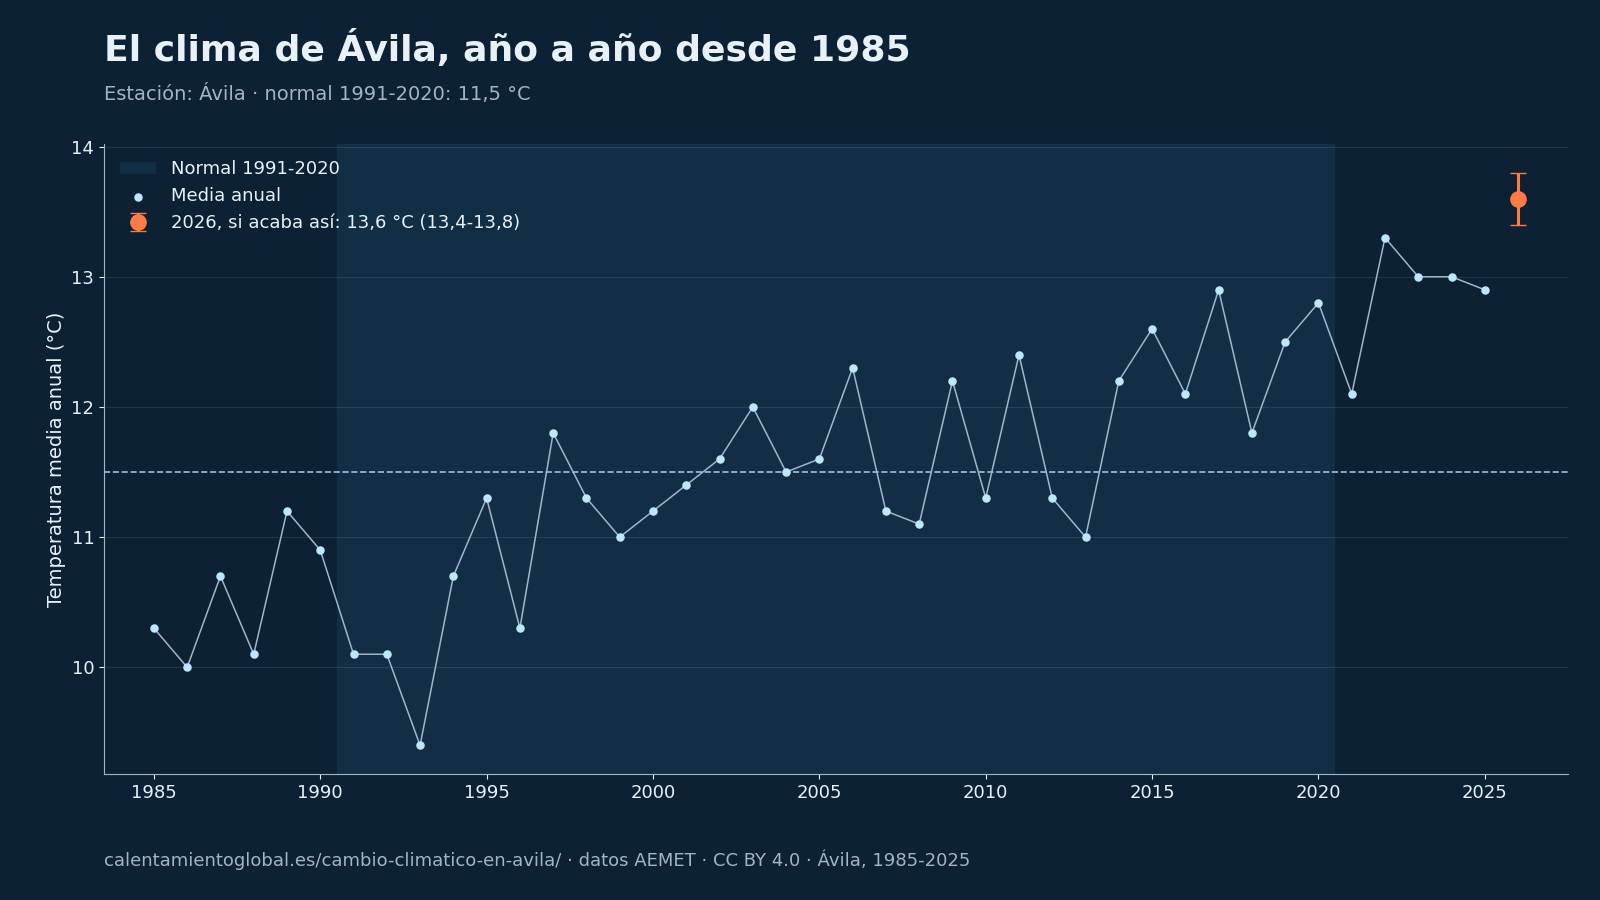 El clima de Ávila, año a año desde 1985
Estación: Ávila · normal 1991-2020: 11,5 °C
Temperatura media anual (°C)
14
13
12
11
10
Normal 1991-2020
Media anual
2026, si acaba así: 13,6 °C (13,4-13,8)
1985 1990 1995 2000 2005 2010 2015 2020 2025
calentamientoglobal.es/cambio-climatico-en-avila/ · datos AEMET · CC BY 4.0 · Ávila, 1985-2025